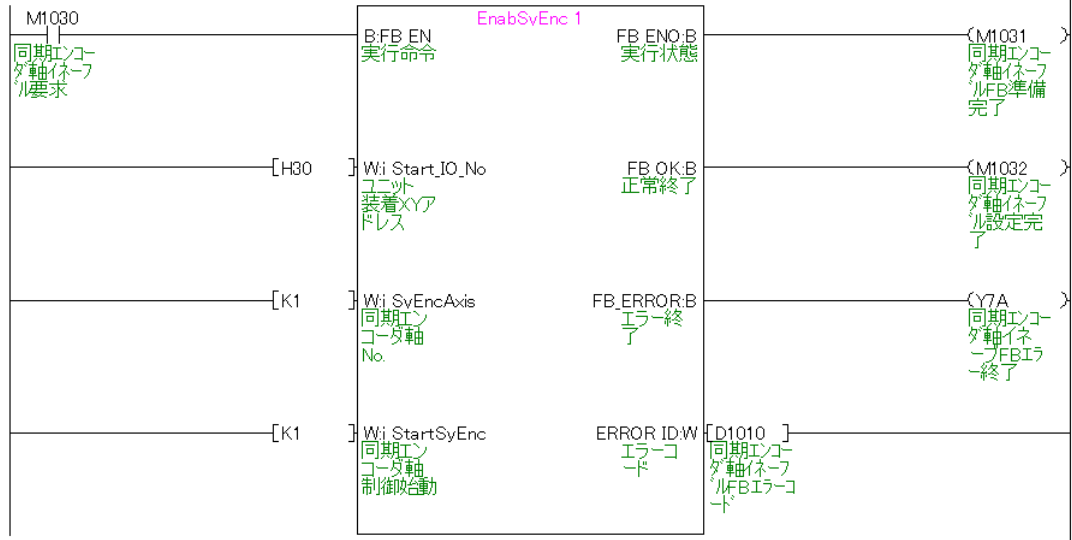 M1030
同期エンコー
ダ軸イネーブ
ル要求
EnabSyEnc 1
B:FB EN
実行命令
FB ENO:B
実行状態
(M1031 )
同期エンコー
ダ軸イネーブ
ルFB準備
完了
[H30 ]
W:i Start_IO_No
ユニット
装着XYア
ドレス
FB OK:B
正常終了
(M1032 )
同期エンコー
ダ軸イネーブ
ル設定完
了
[K1 ]
W:i SyEncAxis
同期エン
コーダ軸
No.
FB_ERROR:B
エラー終
了
(Y7A )
同期エンコー
ダ軸イネ
ーブFBエラ
ー終了
[K1 ]
W:i StartSyEnc
同期エン
コーダ軸
制御始動
ERROR ID:W
エラーコ
ード
[D1010 ]
同期エンコー
ダ軸イネーブ
ルFBエラーコ
ード